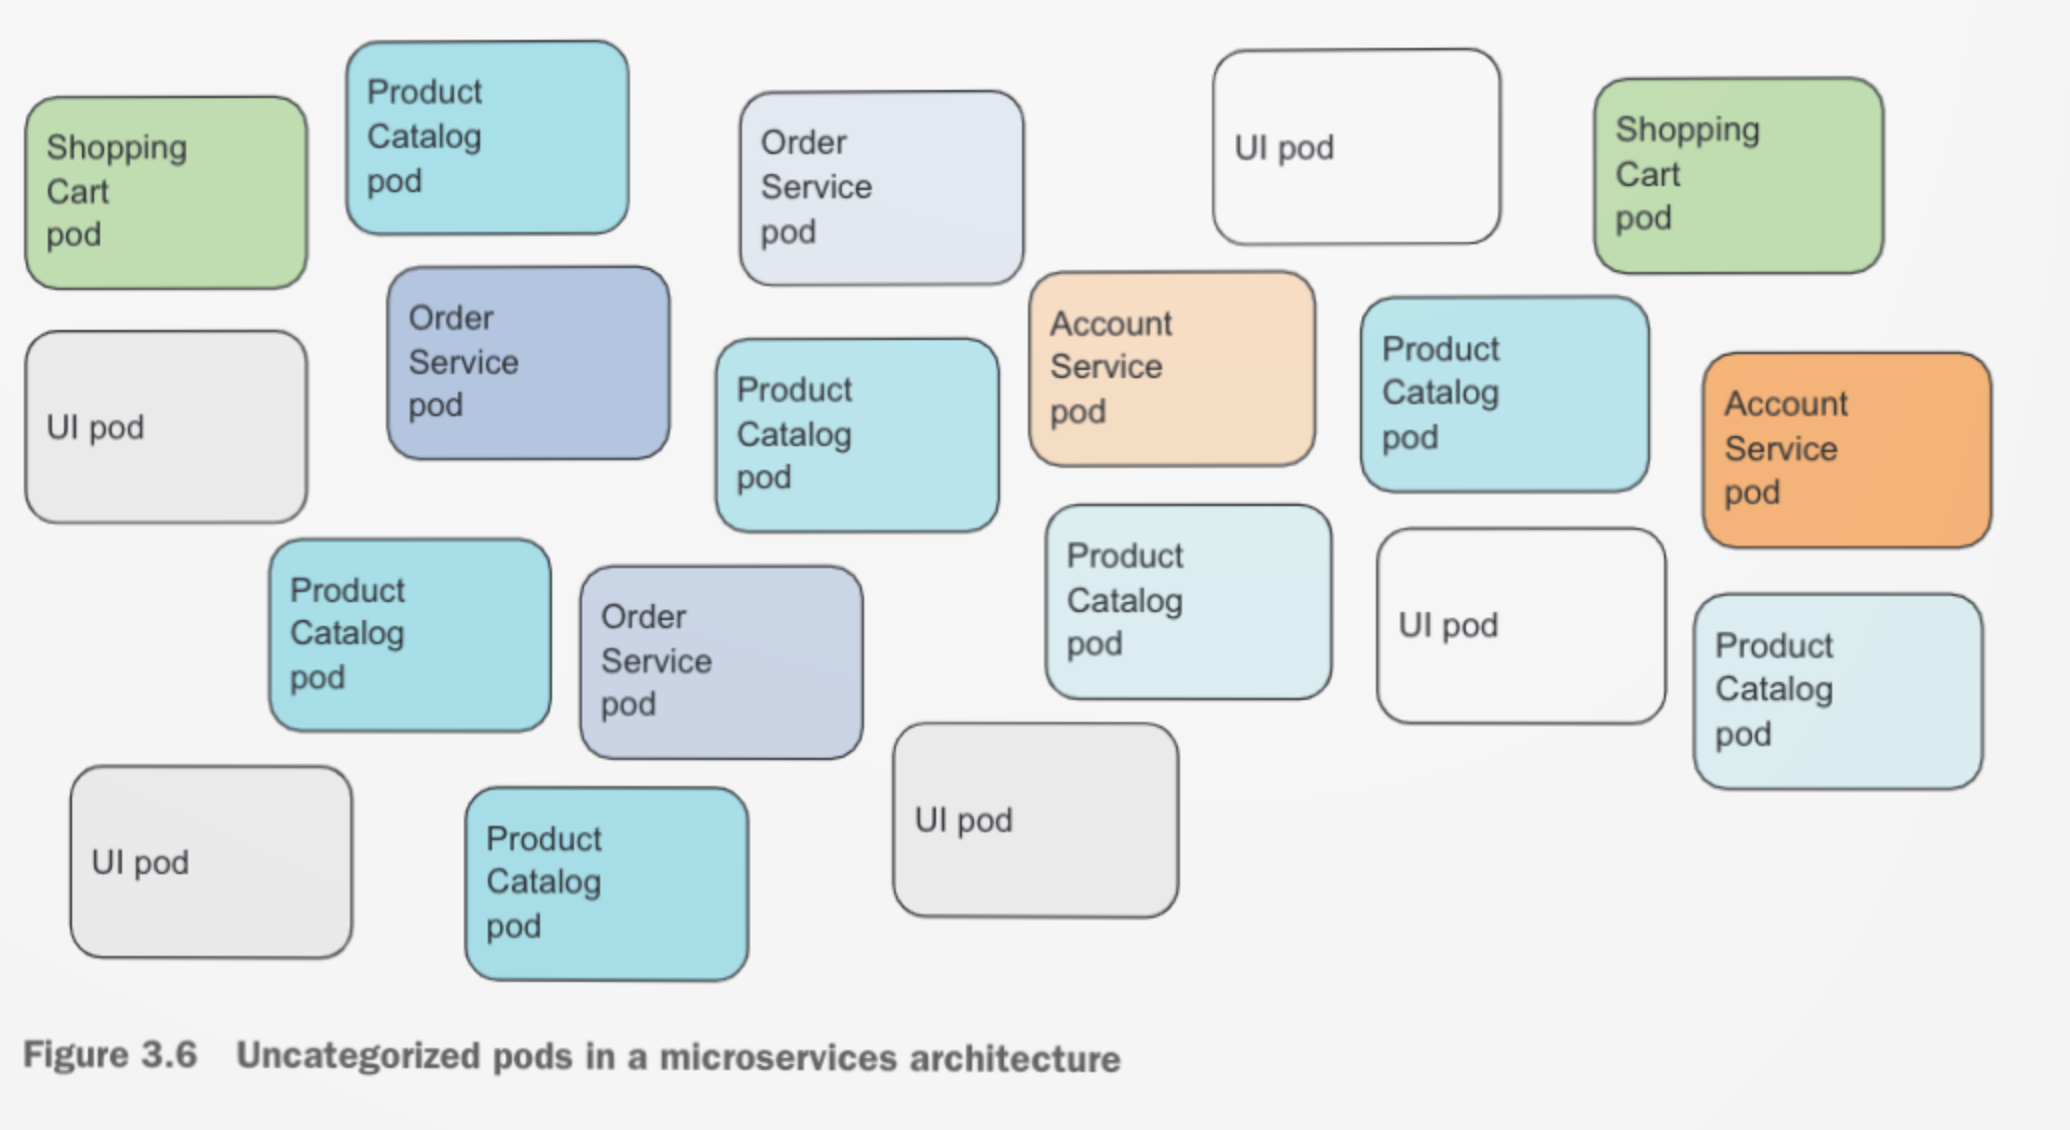 Shopping
Cart
pod
Product
Catalog
pod
Order
Service
pod
UI pod
Shopping
Cart
pod
UI pod
Order
Service
pod
Product
Catalog
pod
Account
Service
pod
Product
Catalog
pod
Account
Service
pod
Product
Catalog
pod
Order
Service
pod
Product
Catalog
pod
UI pod
Product
Catalog
pod
UI pod
Product
Catalog
pod
UI pod
Figure 3.6 Uncategorized pods in a microservices architecture